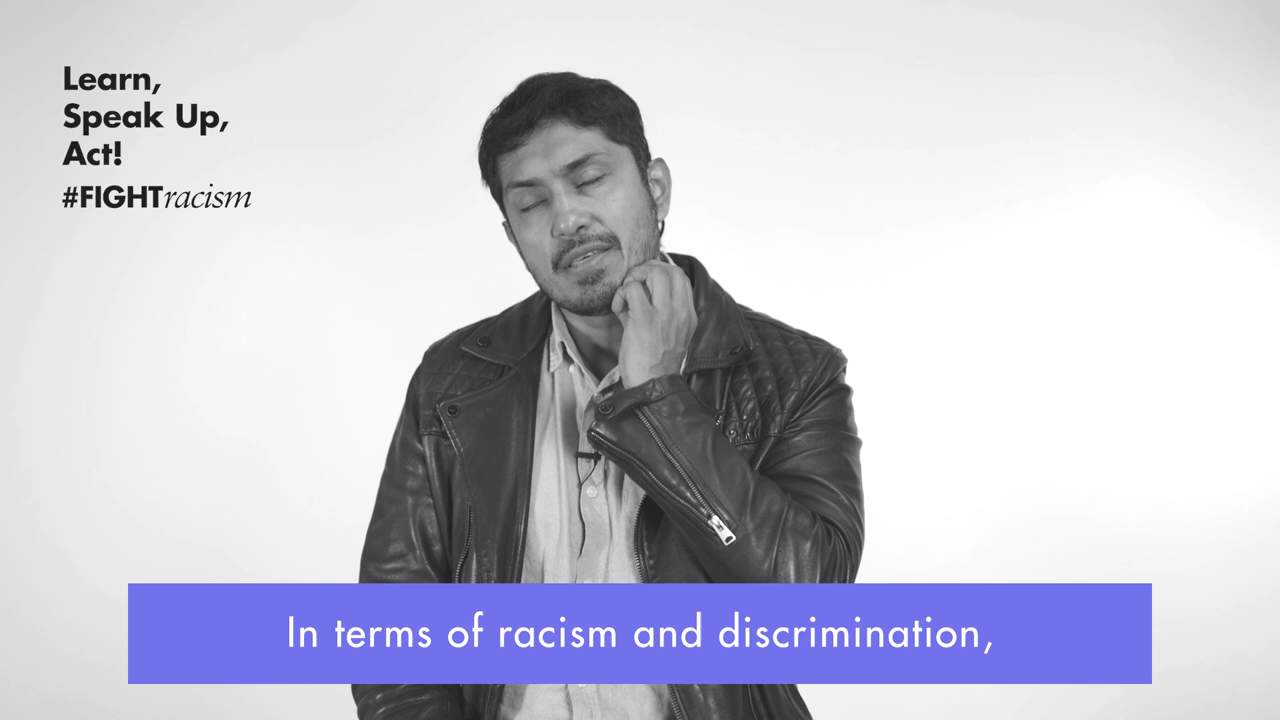 Learn,
Speak Up,
Act!
#FIGHTracism
In terms of racism and discrimination,